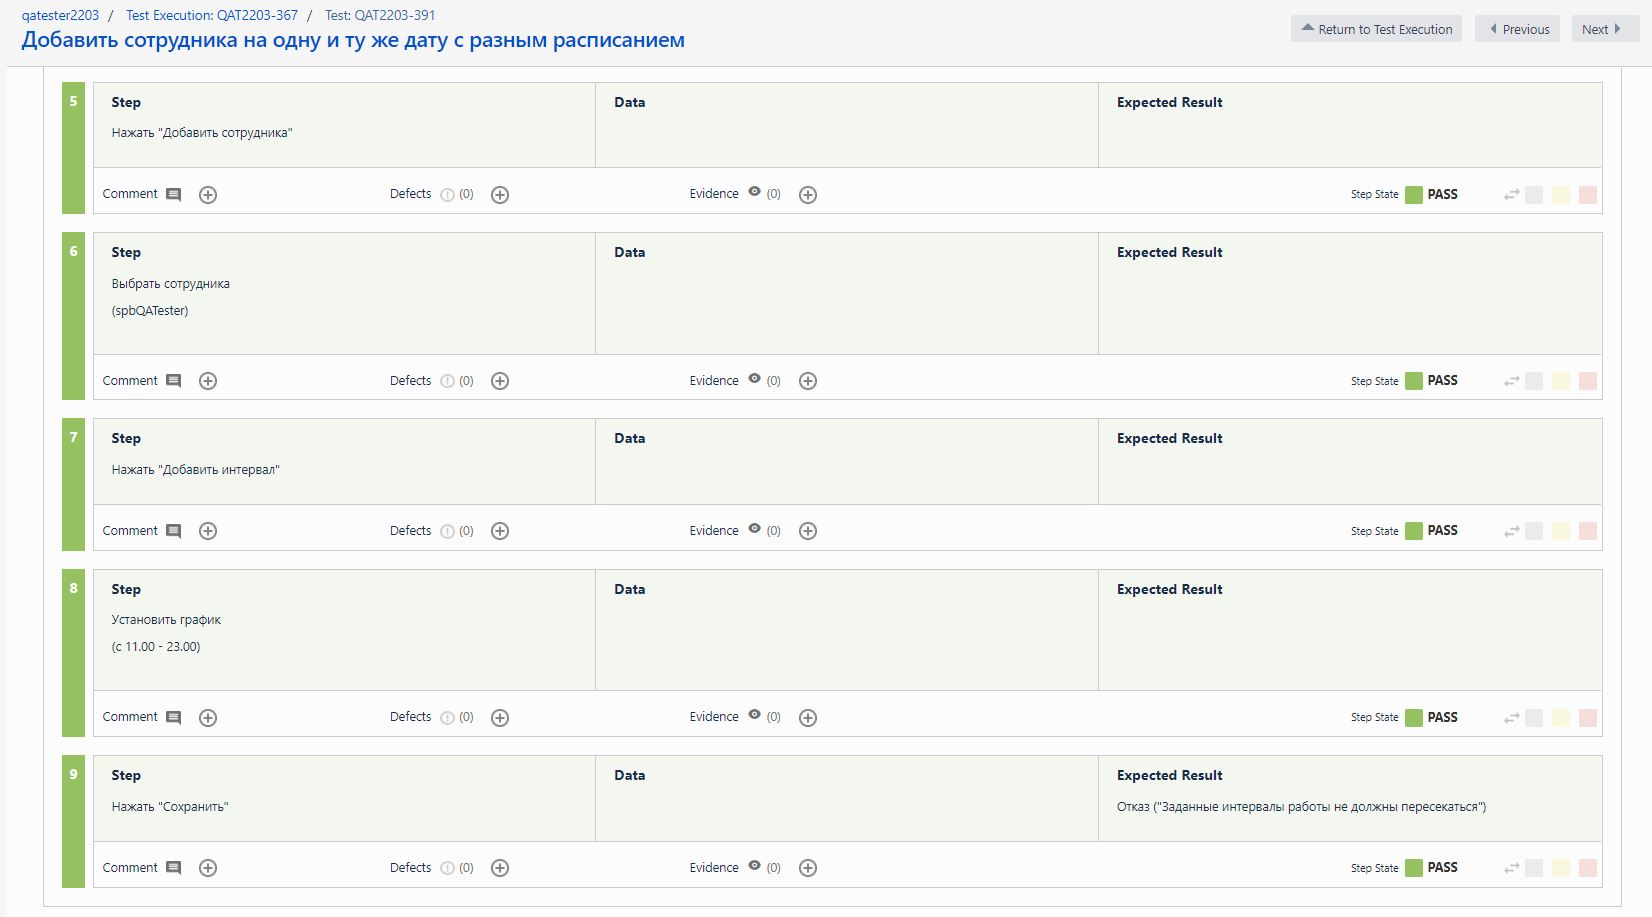 qatester2203 / Test Execution: QAT2203-367 / Test: QAT2203-391
Добавить сотрудника на одну и ту же дату с разным расписанием
Return to Test Execution
Previous
Next
5
Step
Data
Expected Result
Нажать "Добавить сотрудника"
Comment
Defects (0)
Evidence (0)
Step State PASS
6
Step
Data
Expected Result
Выбрать сотрудника
(spbQATester)
Comment
Defects (0)
Evidence (0)
Step State PASS
7
Step
Data
Expected Result
Нажать "Добавить интервал"
Comment
Defects (0)
Evidence (0)
Step State PASS
8
Step
Data
Expected Result
Установить график
(с 11.00 - 23.00)
Comment
Defects (0)
Evidence (0)
Step State PASS
9
Step
Data
Expected Result
Нажать "Сохранить"
Отказ ("Заданные интервалы работы не должны пересекаться")
Comment
Defects (0)
Evidence (0)
Step State PASS